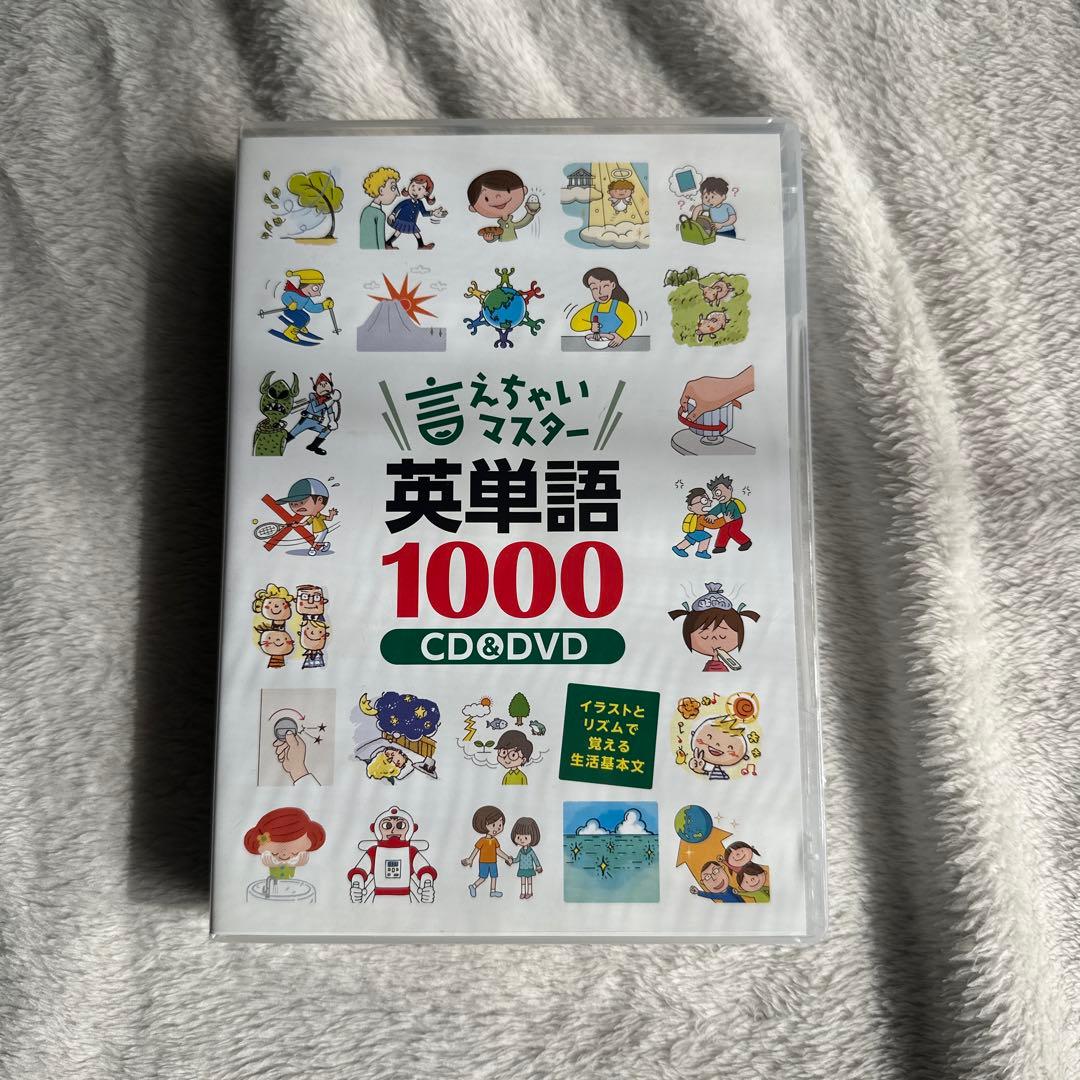 言えちゃい
マスター
英単語
1000
CD&DVD
イラストと
リズムで
覚える
生活基本文